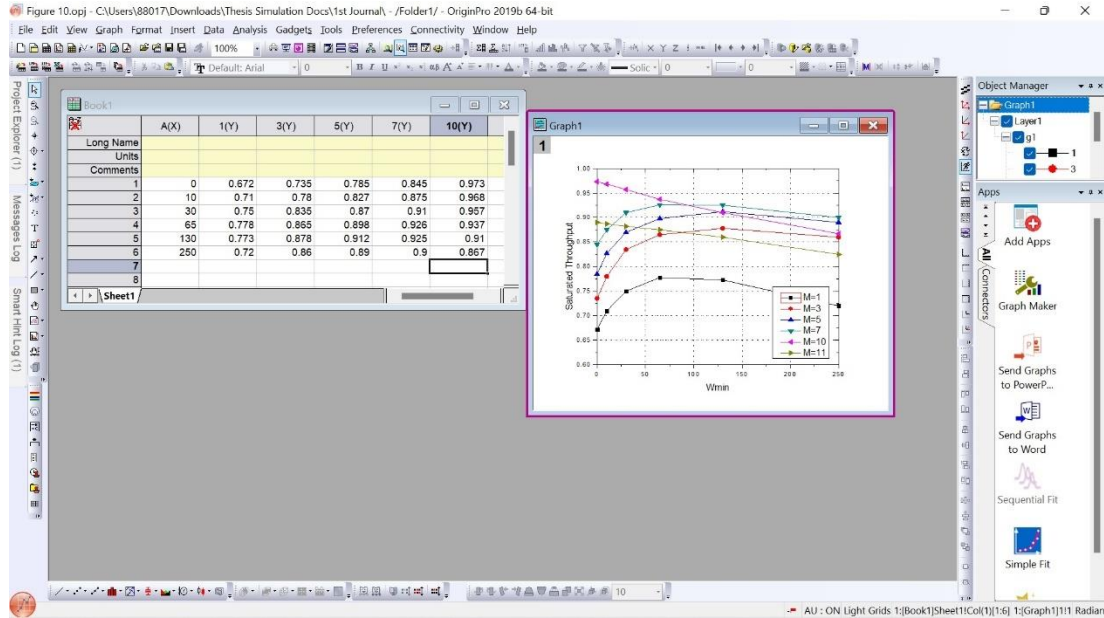 Figure 10.opj - C:\Users\88017\Downloads\Thesis Simulation Docs\1st Journal\ - /Folder1/ - OriginPro 2019b 64-bit
File Edit View Graph Format Insert Data Analysis Gadgets Tools Preferences Connectivity Window Help
100%
Default: Arial 0 B I U
Solic 0 0
Project Explorer (1)
Messages Log
Smart Hint Log (1)
Book1
A(X) 1(Y) 3(Y) 5(Y) 7(Y) 10(Y)
Long Name
Units
Comments
1 0 0.672 0.735 0.785 0.845 0.973
2 10 0.71 0.78 0.827 0.875 0.968
3 30 0.75 0.835 0.87 0.91 0.957
4 65 0.778 0.865 0.898 0.926 0.937
5 130 0.773 0.878 0.912 0.925 0.91
6 250 0.72 0.86 0.89 0.9 0.867
7
8
Sheet1
Graph1
1
1.00
0.95
0.90
0.85
0.80
0.75
0.70
0.65
0.60
Saturated Throughput
M=1
M=3
M=5
M=7
M=10
M=11
0 50 100 150 200 250
Wmin
Object Manager
Graph1
Layer1
g1
1
3
Apps
All
Connectors
Add Apps
Graph Maker
Send Graphs
to PowerP...
Send Graphs
to Word
Sequential Fit
Simple Fit
10
AU : ON Light Grids 1:[Book1]Sheet1!Col(1)[1:6] 1:[Graph1]1!1 Radian